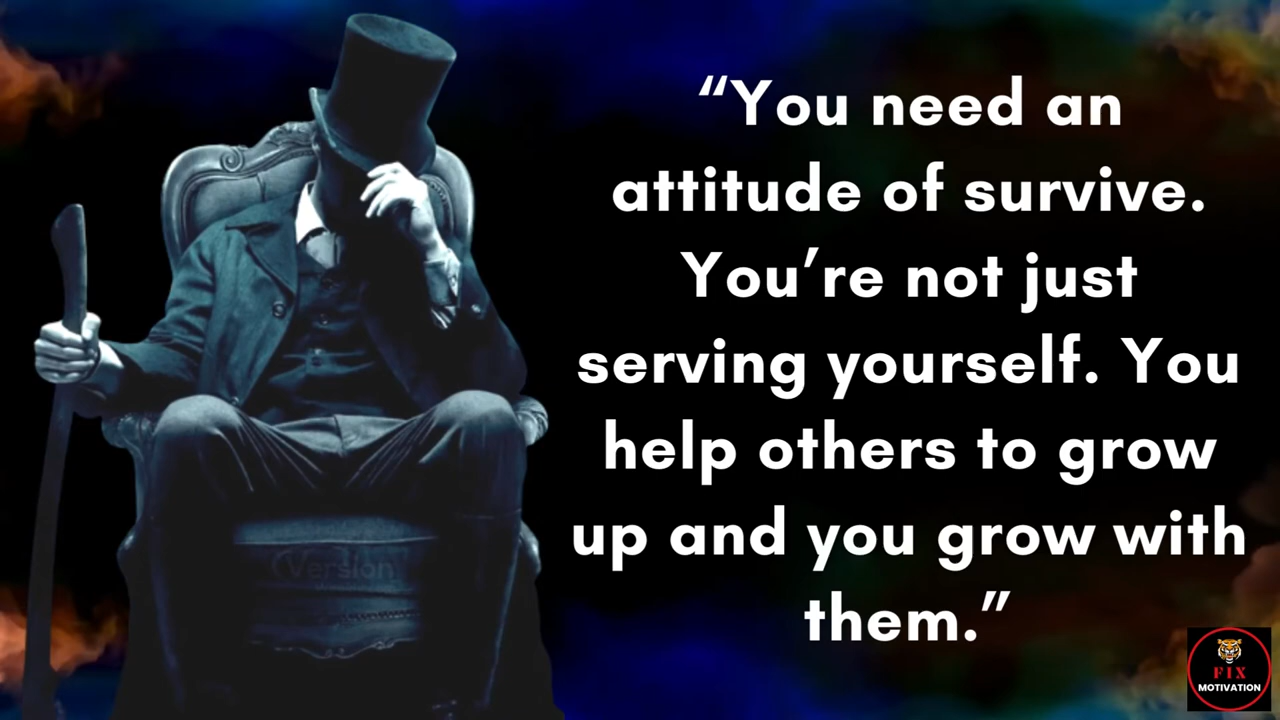 “You need an
attitude of survive.
You’re not just
serving yourself. You
help others to grow
up and you grow with
them.”
(Version
FIX
MOTIVATION